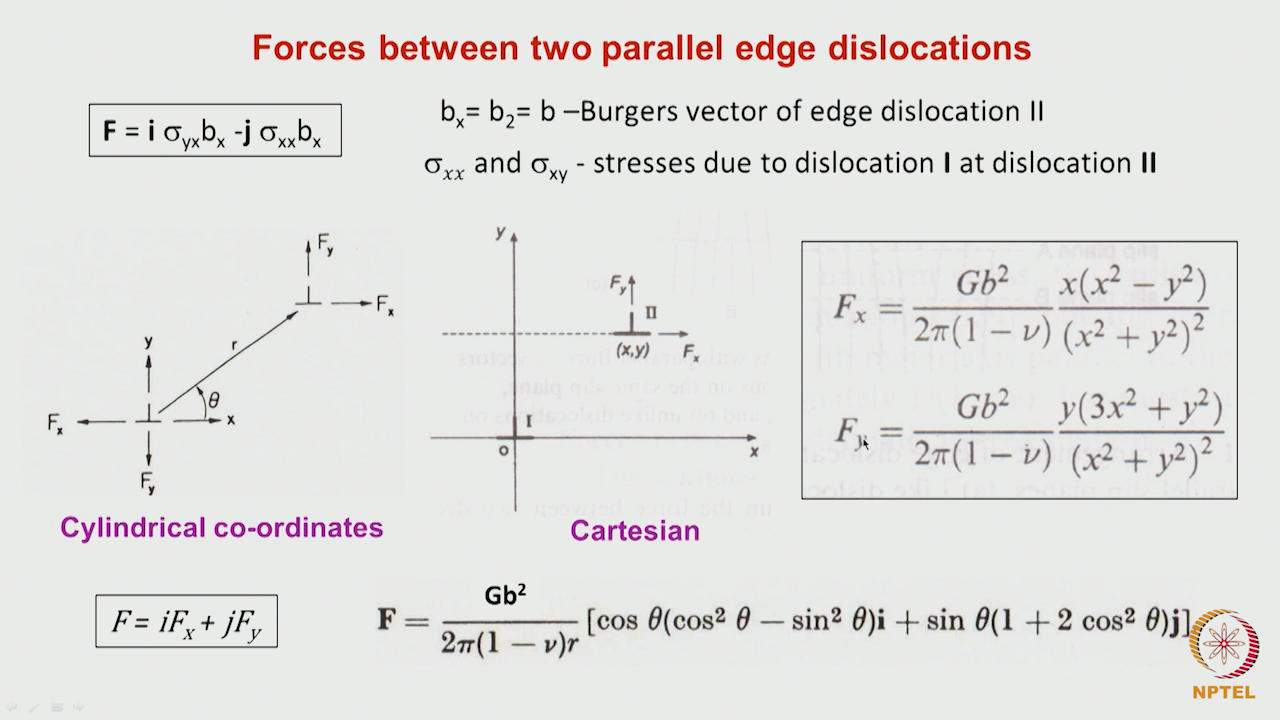 Forces between two parallel edge dislocations
F = i σyxbx -j σxxbx
bx= b2= b –Burgers vector of edge dislocation II
σxx and σxy - stresses due to dislocation I at dislocation II
Fy
Fx
y
r
θ
x
Fx
Fy
Cylindrical co-ordinates
y
Fy
II
(x,y)
Fx
I
O
x
Cartesian
Fx = Gb²/2π(1 − ν) x(x² − y²)/(x² + y²)²
Fy = Gb²/2π(1 − ν) y(3x² + y²)/(x² + y²)²
F = iFx + jFy
F = Gb²/2π(1 − ν)r [cos θ(cos² θ − sin² θ)i + sin θ(1 + 2 cos² θ)j]
NPTEL